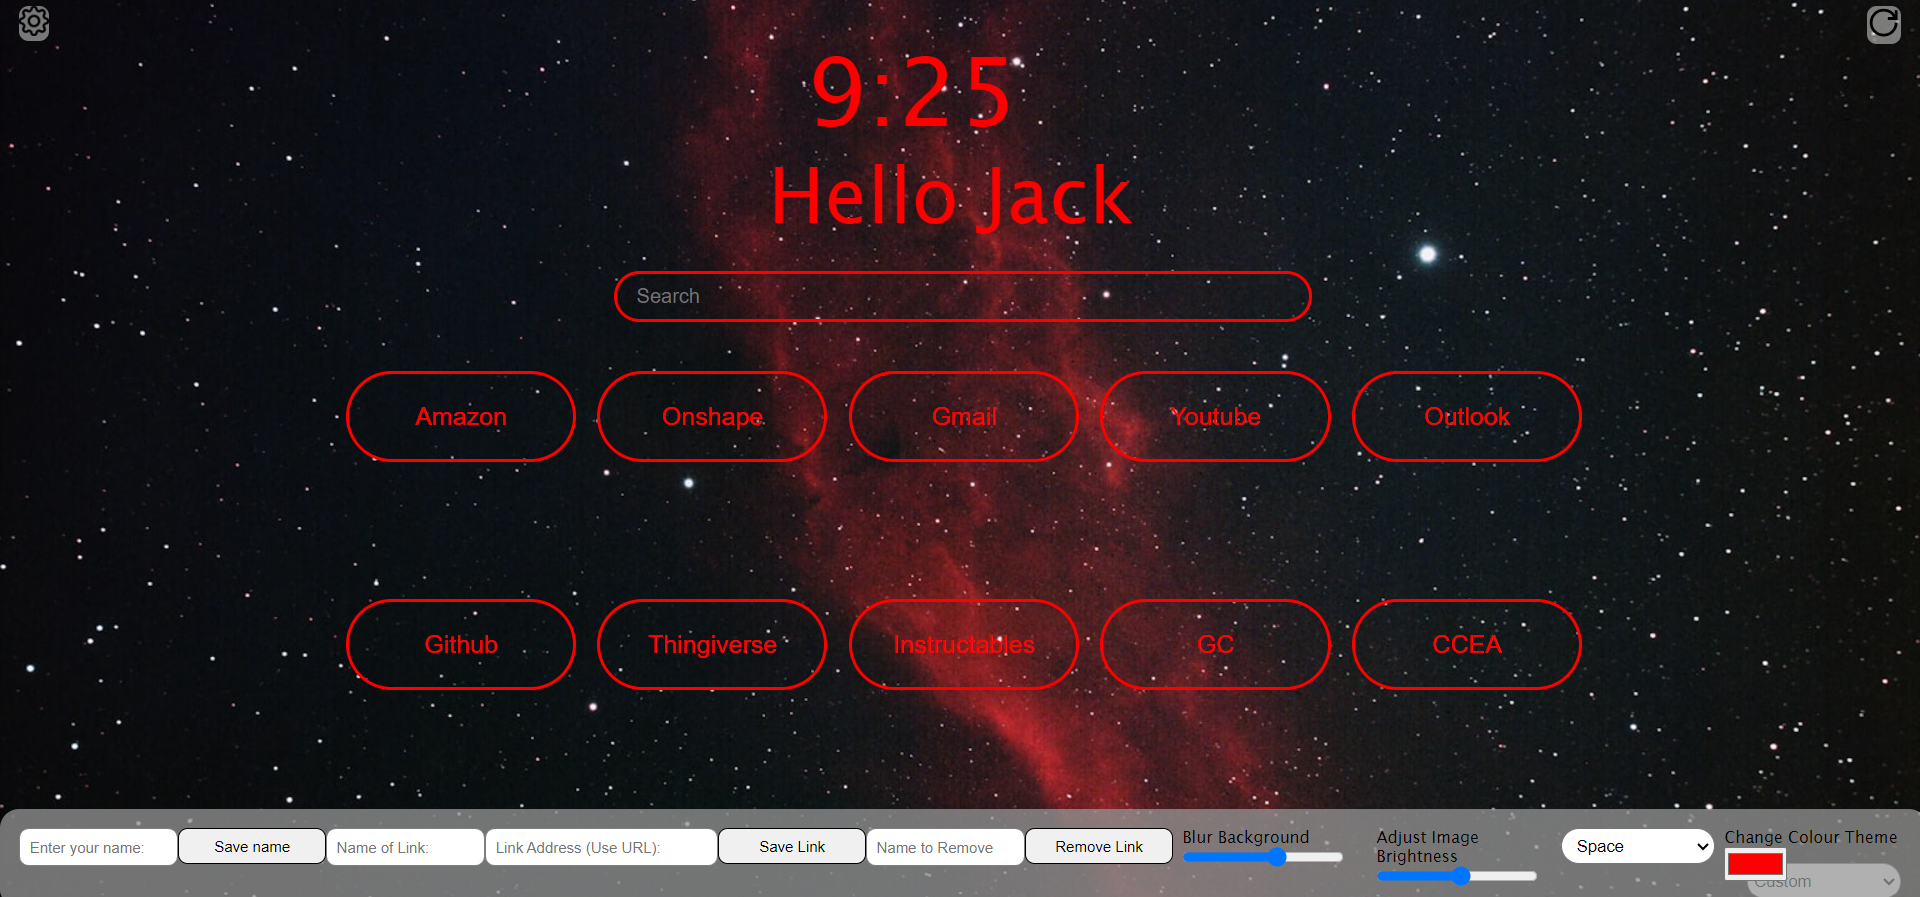 9:25
Hello Jack
Search
Amazon
Onshape
Gmail
Youtube
Outlook
Github
Thingiverse
Instructables
GC
CCEA
Enter your name:
Save name
Name of Link:
Link Address (Use URL):
Save Link
Name to Remove
Remove Link
Blur Background
Adjust Image
Brightness
Space
Change Colour Theme
Custom